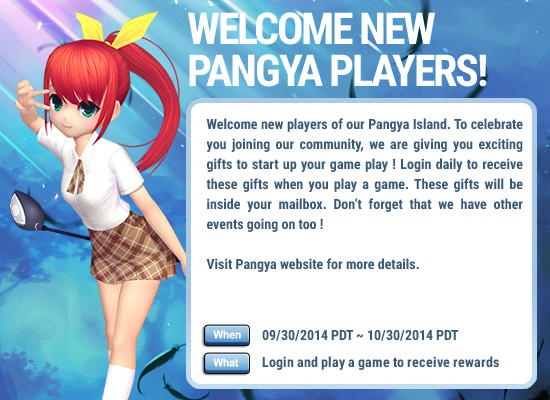 WELCOME NEW
PANGYA PLAYERS!
Welcome new players of our Pangya Island. To celebrate
you joining our community, we are giving you exciting
gifts to start up your game play ! Login daily to receive
these gifts when you play a game. These gifts will be
inside your mailbox. Don't forget that we have other
events going on too !
Visit Pangya website for more details.
When 09/30/2014 PDT ~ 10/30/2014 PDT
What Login and play a game to receive rewards